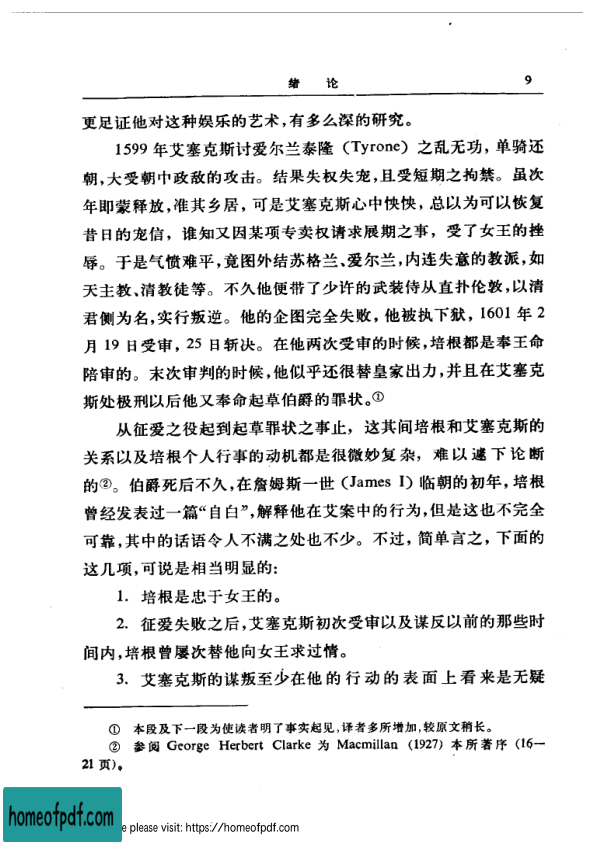 绪 论 9
更足证他对这种娱乐的艺术,有多么深的研究。
1599 年艾塞克斯讨爱尔兰泰隆（Tyrone）之乱无功，单骑还
朝,大受朝中政敌的攻击。结果失权失宠,且受短期之拘禁。虽次
年即蒙释放,准其乡居，可是艾塞克斯心中怏怏，总以为可以恢复
昔日的宠信，谁知又因某项专卖权请求展期之事，受了女王的挫
辱。于是气愤难平,竟图外结苏格兰、爱尔兰,内连失意的教派,如
天主教、清教徒等。不久他便带了少许的武装侍从直扑伦敦,以清
君侧为名,实行叛逆。他的企图完全失败，他被执下狱，1601 年 2
月 19 日受审，25 日斩决。在他两次受审的时候,培根都是奉王命
陪审的。末次审判的时候,他似乎还很替皇家出力,并且在艾塞克
斯处极刑以后他又奉命起草伯爵的罪状。①
从征爱之役起到起草罪状之事止，这其间培根和艾塞克斯的
关系以及培根个人行事的动机都是很微妙复杂，难以遽下论断
的②。伯爵死后不久,在詹姆斯一世（James I）临朝的初年，培根
曾经发表过一篇“自白”,解释他在艾案中的行为,但是这也不完全
可靠,其中的话语令人不满之处也不少。不过，简单言之，下面的
这几项,可说是相当明显的:
1. 培根是忠于女王的。
2. 征爱失败之后,艾塞克斯初次受审以及谋反以前的那些时
间内,培根曾屡次替他向女王求过情。
3. 艾塞克斯的谋叛至少在他的行动的表面上看来是无疑
① 本段及下一段为使读者明了事实起见,译者多所增加,较原文稍长。
② 参阅 George Herbert Clarke 为 Macmillan (1927) 本所著序 (16—
21 页)。
homeofpdf.com
e please visit: https://homeofpdf.com